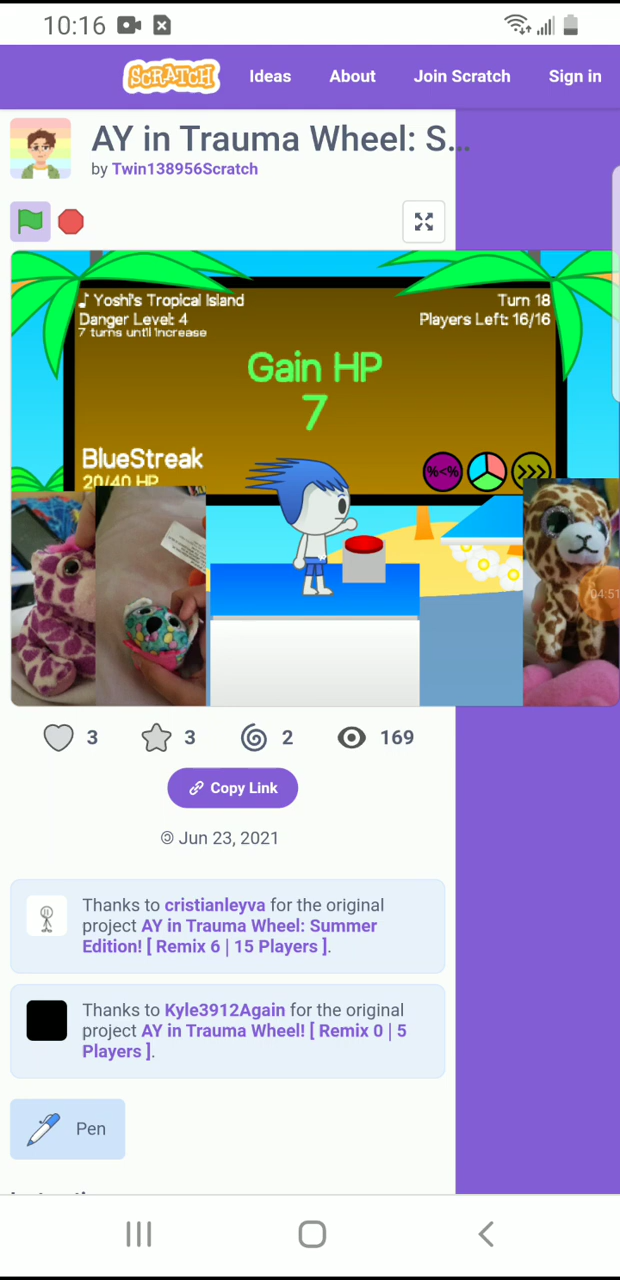 10:16
SCRATCH
Ideas
About
Join Scratch
Sign in
AY in Trauma Wheel: S...
by Twin138956Scratch
♪ Yoshi's Tropical Island
Danger Level: 4
7 turns until increase
Turn 18
Players Left: 16/16
Gain HP
7
BlueStreak
20/40 HP
%<%
>>>
04:51
3
3
2
169
Copy Link
Jun 23, 2021
Thanks to cristianleyva for the original
project AY in Trauma Wheel: Summer
Edition! [ Remix 6 | 15 Players ].
Thanks to Kyle3912Again for the original
project AY in Trauma Wheel! [ Remix 0 | 5
Players ].
Pen